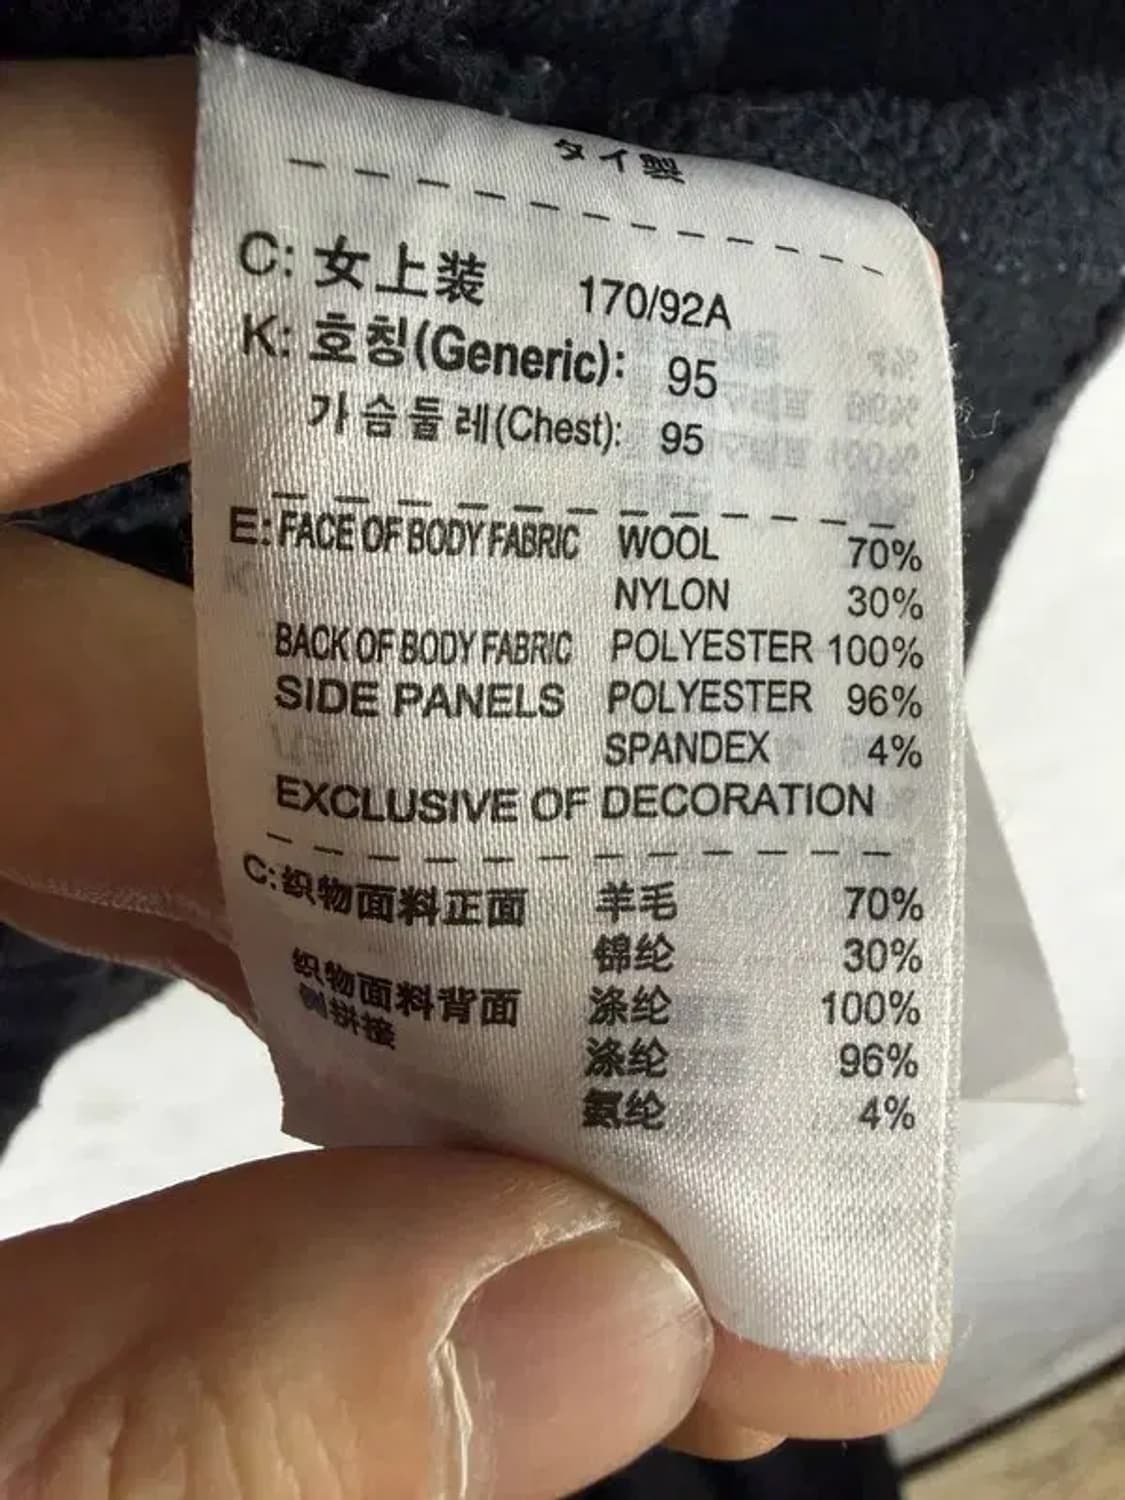 タイ製
C: 女上装 170/92A
K: 호칭(Generic): 95
가슴둘레(Chest): 95
E: FACE OF BODY FABRIC WOOL 70%
NYLON 30%
BACK OF BODY FABRIC POLYESTER 100%
SIDE PANELS POLYESTER 96%
SPANDEX 4%
EXCLUSIVE OF DECORATION
C: 织物面料正面 羊毛 70%
锦纶 30%
织物面料背面 涤纶 100%
侧拼接 涤纶 96%
氨纶 4%